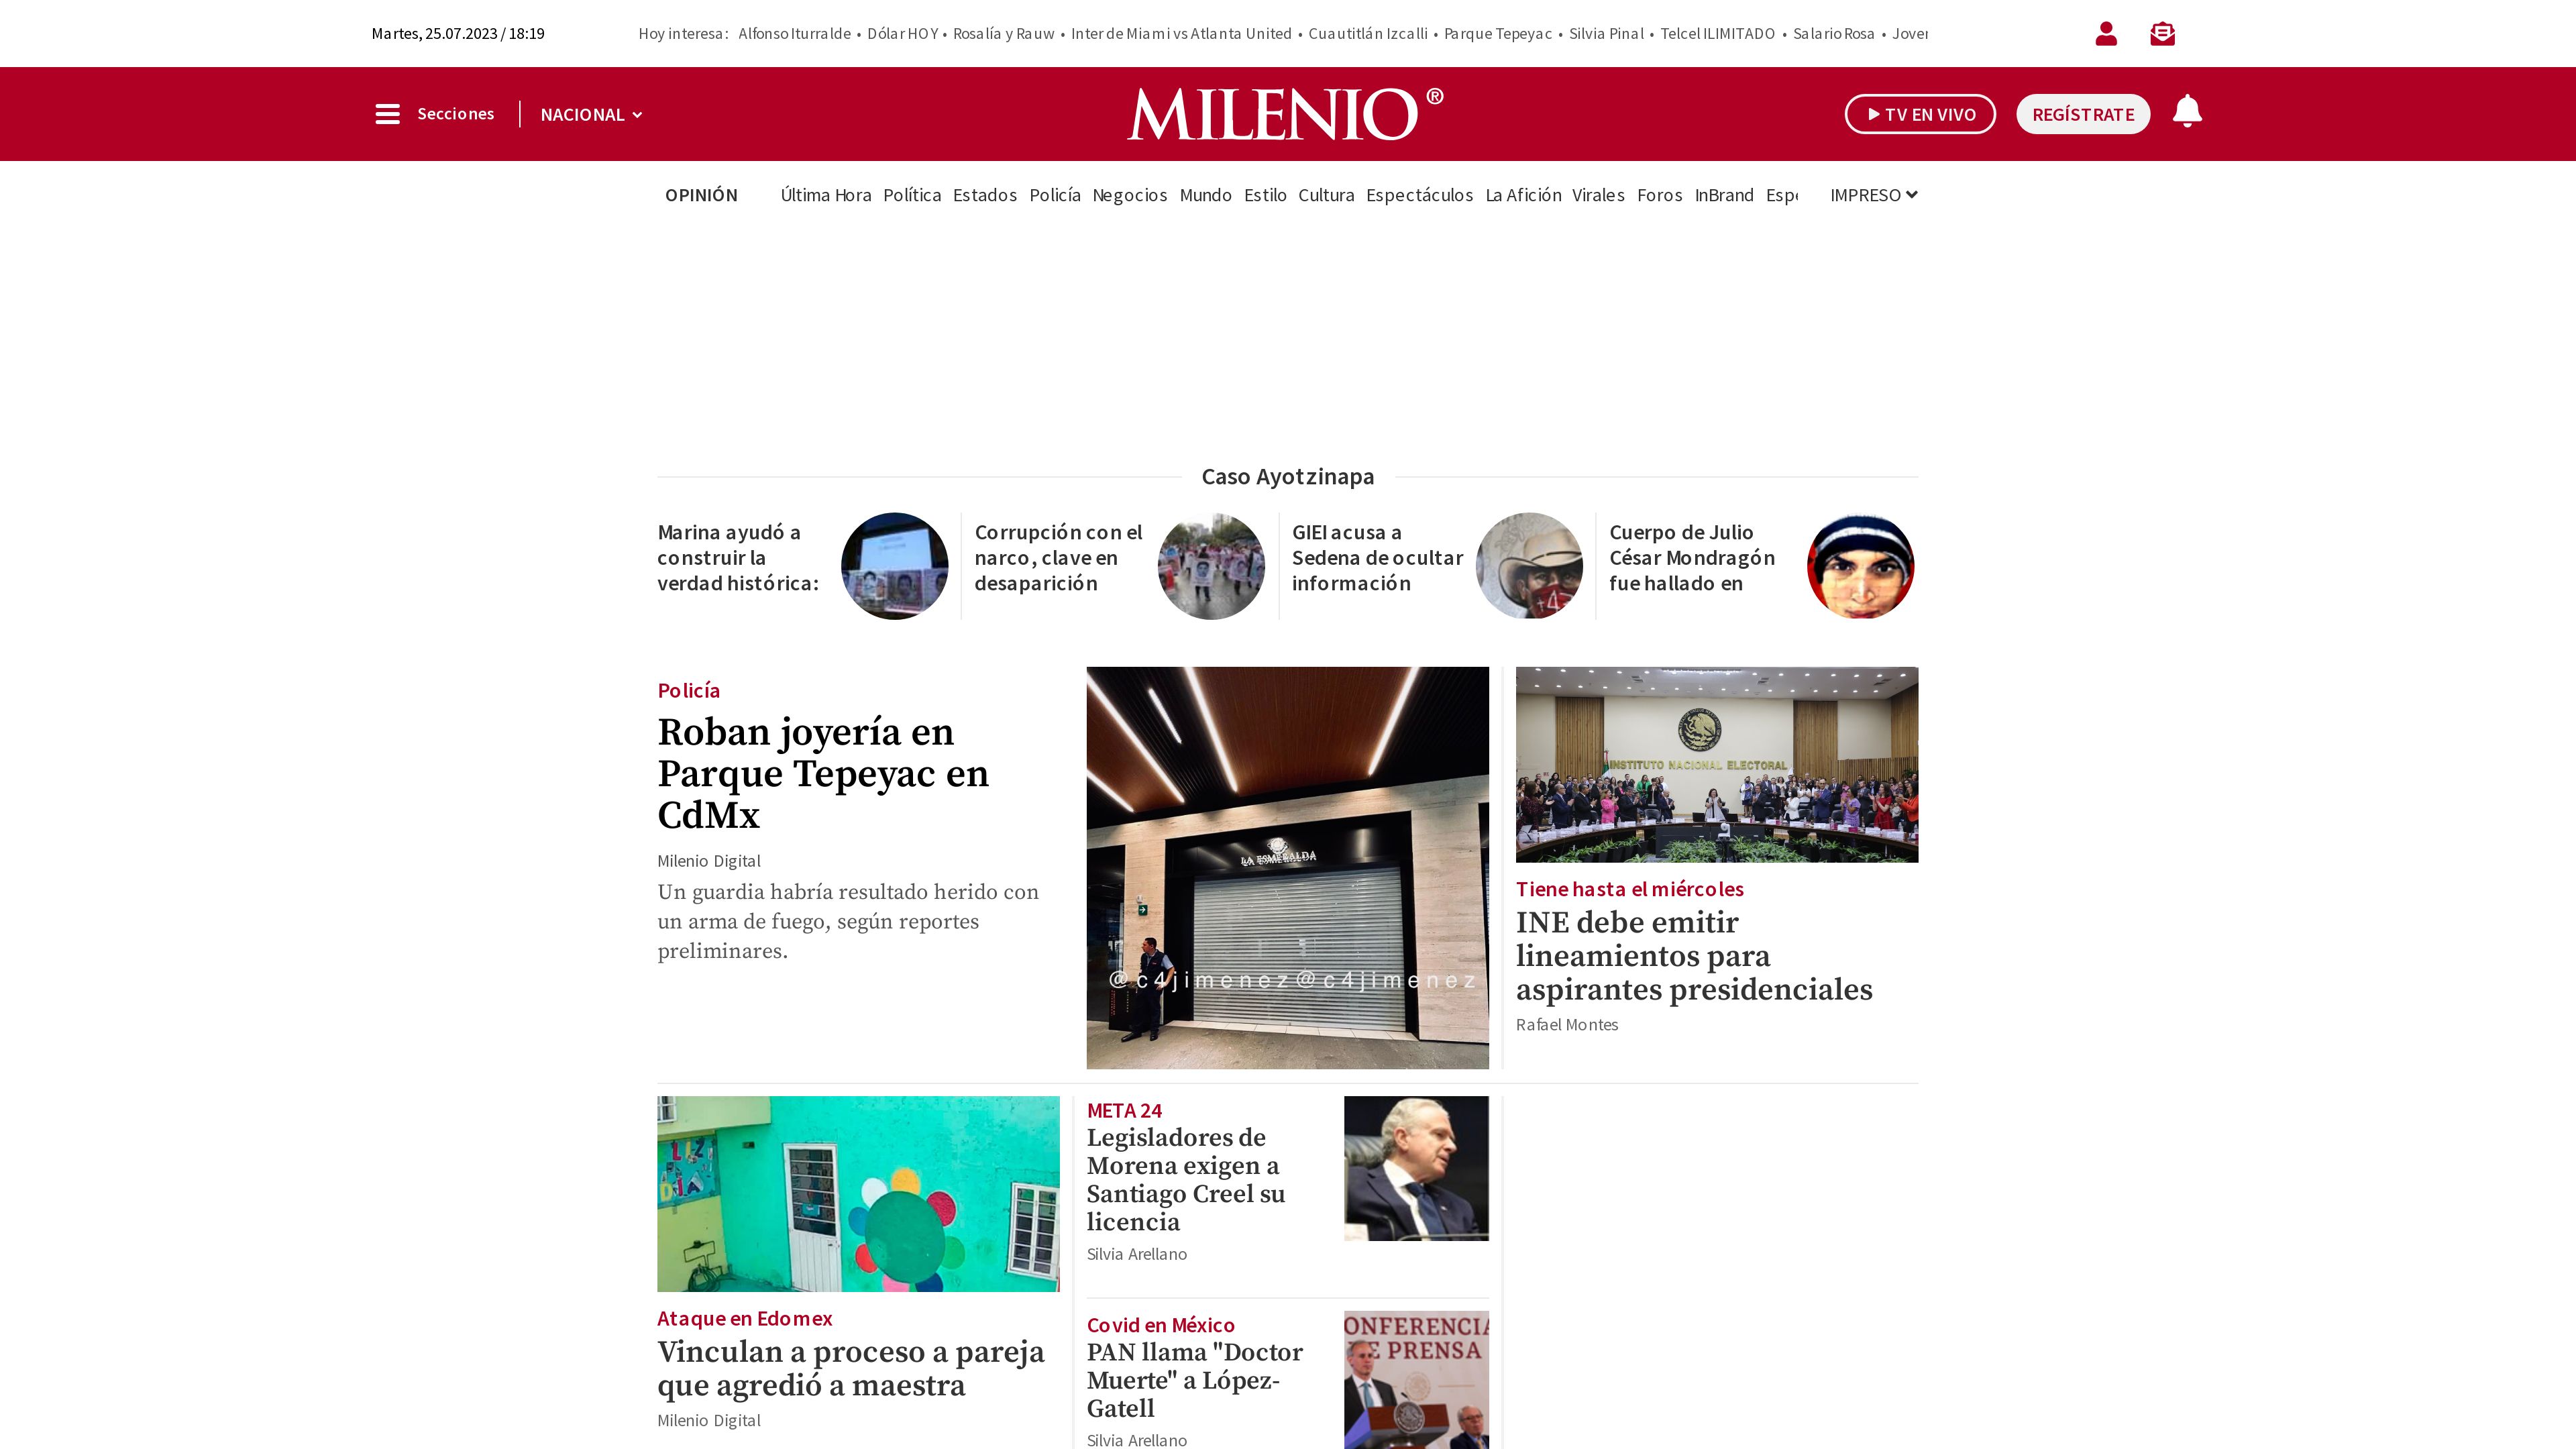 Martes, 25.07.2023 / 18:19
Hoy interesa: Alfonso Iturralde • Dólar HOY • Rosalía y Rauw • Inter de Miami vs Atlanta United • Cuautitlán Izcalli • Parque Tepeyac • Silvia Pinal • Telcel ILIMITADO • Salario Rosa •
Secciones
NACIONAL
MILENIO®
TV EN VIVO
REGÍSTRATE
OPINIÓN
Última Hora Política Estados Policía Negocios Mundo Estilo Cultura Espectáculos La Afición Virales Foros InBrand
IMPRESO
Caso Ayotzinapa
Marina ayudó a
construir la
verdad histórica:
Corrupción con el
narco, clave en
desaparición
GIEI acusa a
Sedena de ocultar
información
+4
Cuerpo de Julio
César Mondragón
fue hallado en
Policía
Roban joyería en
Parque Tepeyac en
CdMx
Milenio Digital
Un guardia habría resultado herido con
un arma de fuego, según reportes
preliminares.
LA ESMERALDA
@c4jimenez@c4jimenez
INSTITUTO NACIONAL ELECTORAL
Tiene hasta el miércoles
INE debe emitir
lineamientos para
aspirantes presidenciales
Rafael Montes
Ataque en Edomex
Vinculan a proceso a pareja
que agredió a maestra
Milenio Digital
META 24
Legisladores de
Morena exigen a
Santiago Creel su
licencia
Silvia Arellano
Covid en México
PAN llama "Doctor
Muerte" a López-
Gatell
Silvia Arellano
ONFERENCIA
E PRENSA